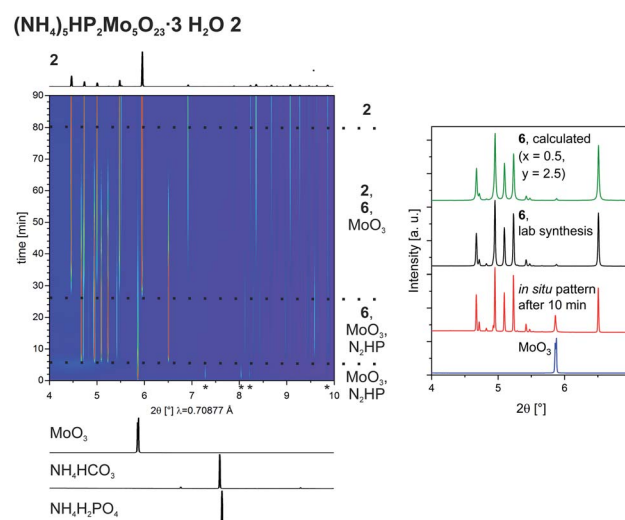 (NH₄)₅HP₂Mo₅O₂₃·3 H₂O 2
2
90
80
70
60
50
40
30
20
10
0
time [min]
4 5 6 7 8 9 10
* * * *
2θ [°] λ=0.70877 Å
2
2,
6,
MoO₃
6,
MoO₃,
N₂HP
MoO₃,
N₂HP
MoO₃
NH₄HCO₃
NH₄H₂PO₄
Intensity [a. u.]
6, calculated
(x = 0.5,
y = 2.5)
6,
lab synthesis
in situ pattern
after 10 min
MoO₃
4 5 6
2θ [°]